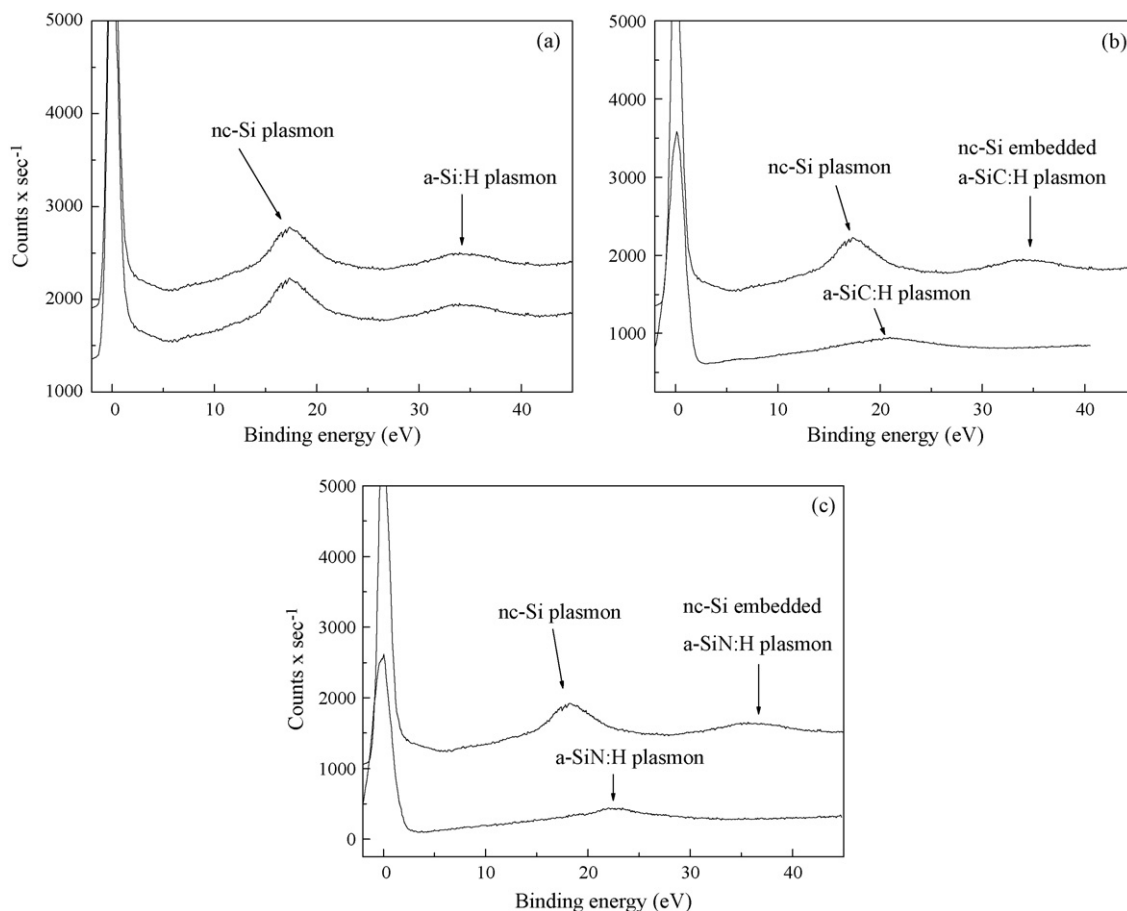 (a)
5000
4000
3000
2000
1000
Counts x sec-1
nc-Si plasmon
a-Si:H plasmon
0 10 20 30 40
Binding energy (eV)
(b)
5000
4000
3000
2000
1000
nc-Si plasmon
nc-Si embedded
a-SiC:H plasmon
a-SiC:H plasmon
0 10 20 30 40
Binding energy (eV)
(c)
5000
4000
3000
2000
1000
0
Counts x sec-1
nc-Si plasmon
nc-Si embedded
a-SiN:H plasmon
a-SiN:H plasmon
0 10 20 30 40
Binding energy (eV)